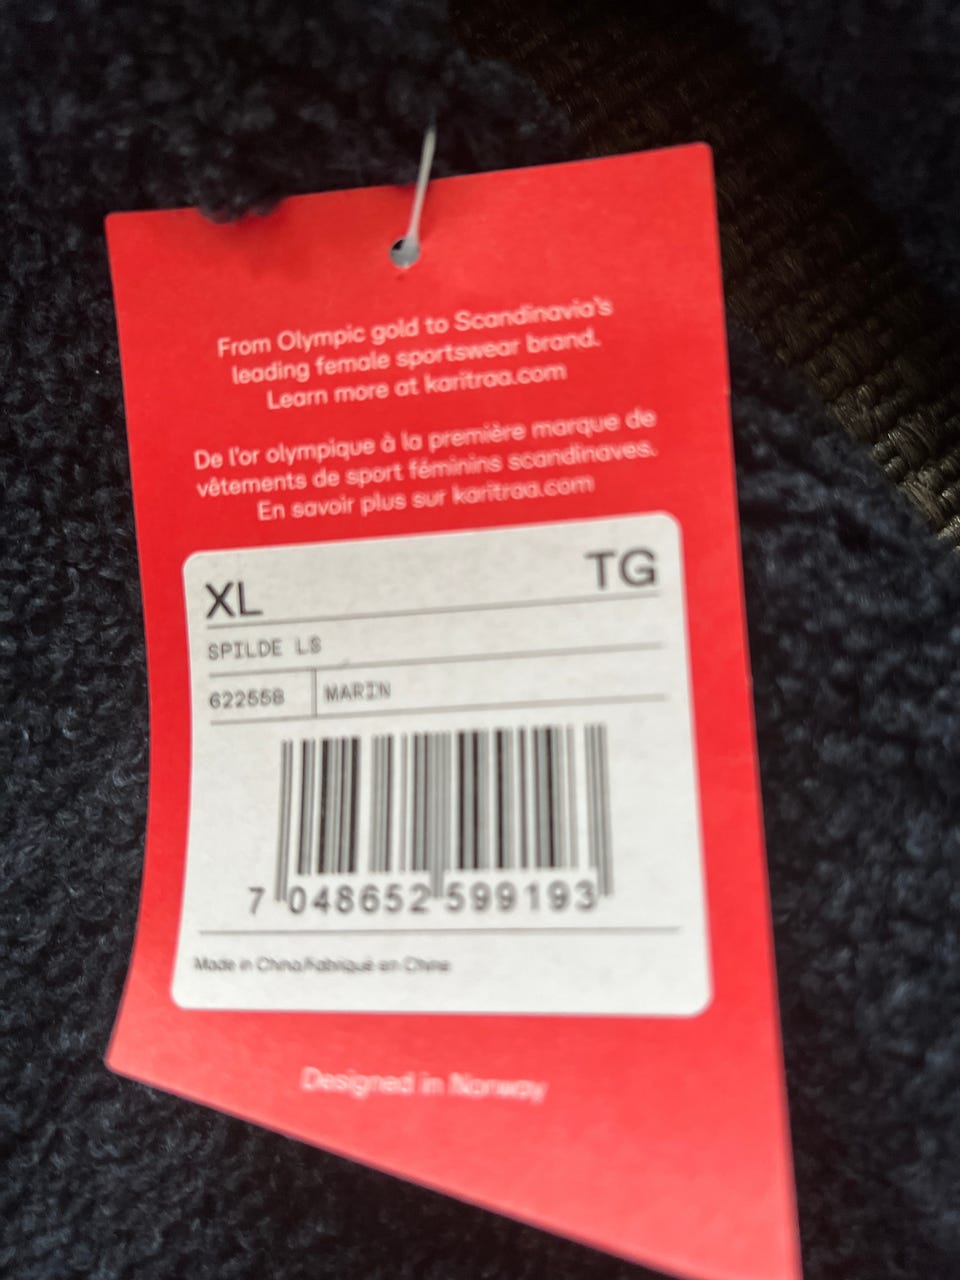 From Olympic gold to Scandinavia's
leading female sportswear brand.
Learn more at karitraa.com
De l'or olympique à la première marque de
vêtements de sport féminins scandinaves.
En savoir plus sur karitraa.com
XL TG
SPILDE LS
622558 MARIN
7 048652 599193
Made in China/Fabriqué en Chine
Designed in Norway